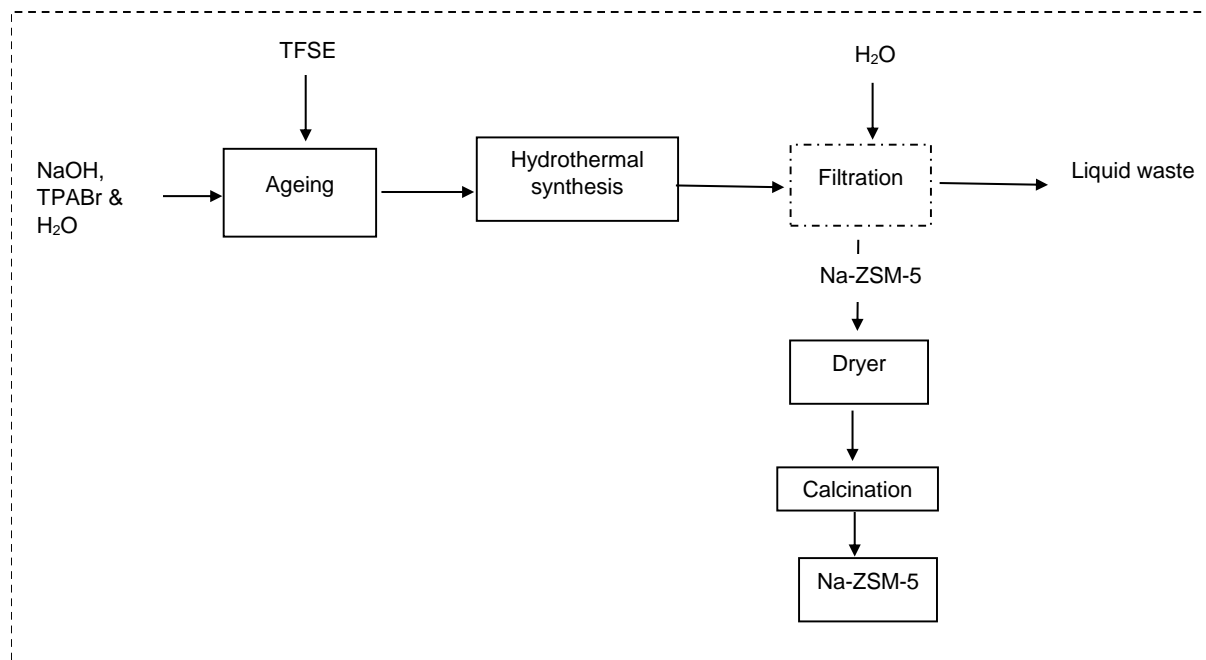 TFSE
H₂O
NaOH,
TPABr &
H₂O
Ageing
Hydrothermal
synthesis
Filtration
Liquid waste
Na-ZSM-5
Dryer
Calcination
Na-ZSM-5